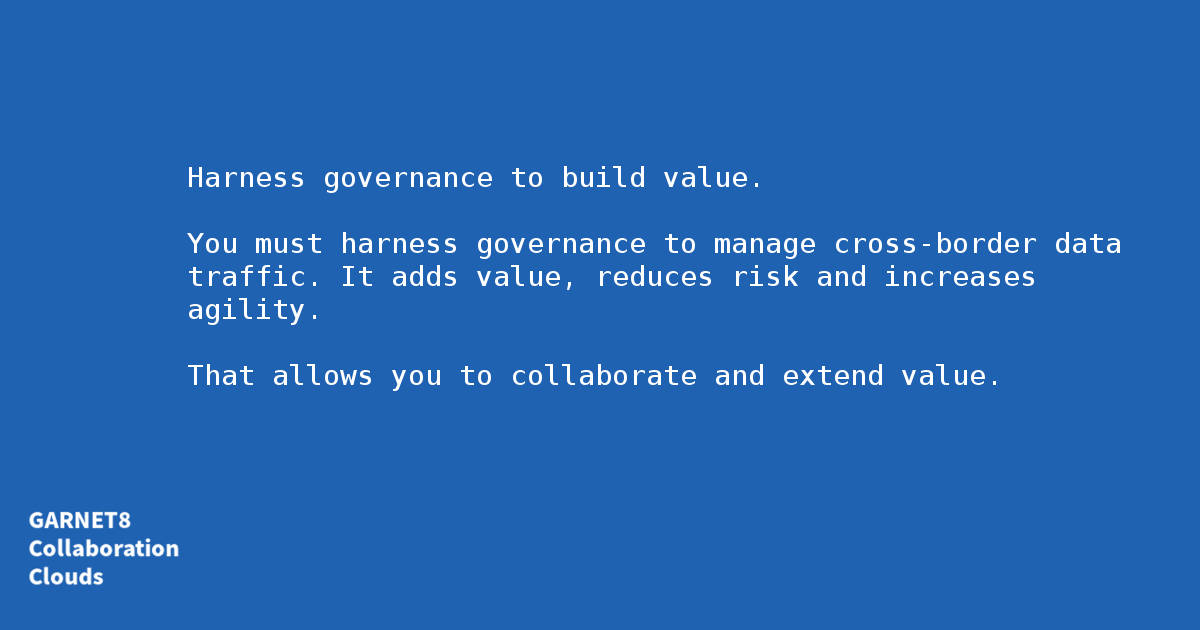 Harness governance to build value.
You must harness governance to manage cross-border data
traffic. It adds value, reduces risk and increases
agility.
That allows you to collaborate and extend value.
GARNET8
Collaboration
Clouds